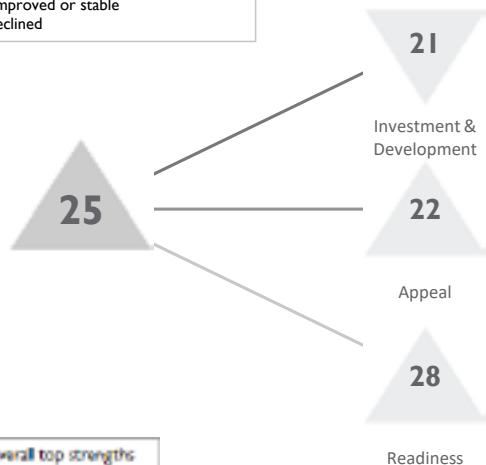 mproved or stable
eclined
21
Investment &
Development
25
22
Appeal
28
Readiness
verall top strengths